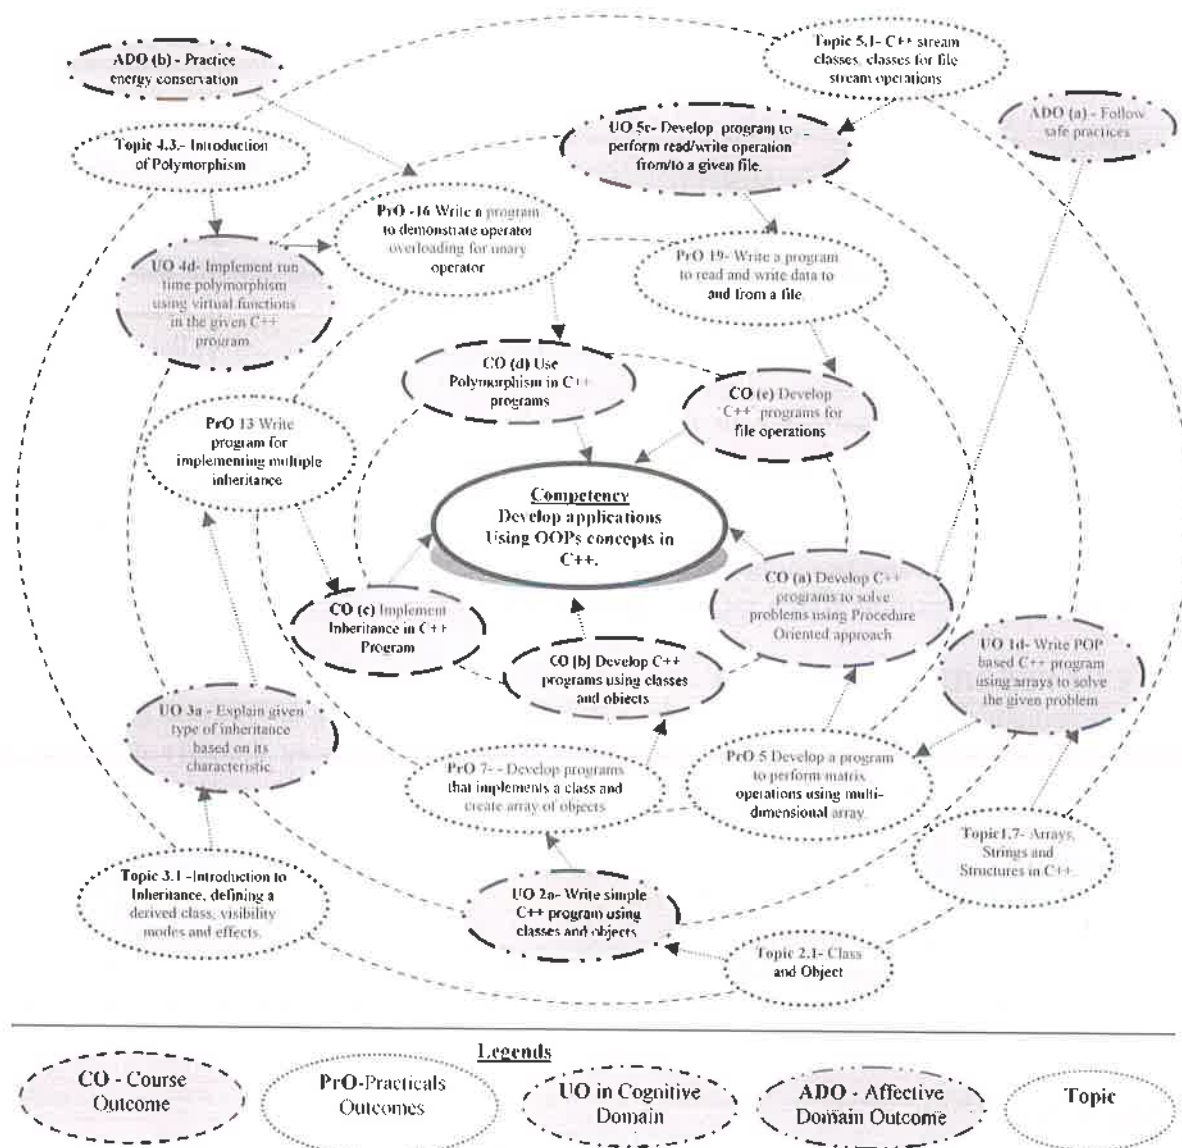 ADO (b) - Practice
energy conservation
Topic 5.1- C++ stream
classes, classes for file
stream operations
ADO (a) - Follow
safe practices
Topic 4.3.- Introduction
of Polymorphism
UO 5c- Develop program to
perform read/write operation
from/to a given file.
PrO -16 Write a program
to demonstrate operator
overloading for unary
operator
UO 4d- Implement run
time polymorphism
using virtual functions
in the given C++
program
PrO 19- Write a program
to read and write data to
and from a file
CO (d) Use
Polymorphism in C++
programs
CO (e) Develop
'C++' programs for
file operations
PrO 13 Write
program for
implementing multiple
inheritance
Competency
Develop applications
Using OOPs concepts in
C++.
CO (c) Implement
Inheritance in C++
Program
CO (b) Develop C++
programs using classes
and objects
CO (a) Develop C++
programs to solve
problems using Procedure
Oriented approach
UO 1d- Write POP
based C++ program
using arrays to solve
the given problem
UO 3a - Explain given
type of inheritance
based on its
characteristic.
PrO 7- - Develop programs
that implements a class and
create array of objects
PrO 5 Develop a program
to perform matrix
operations using multi-
dimensional array.
Topic1.7- Arrays,
Strings and
Structures in C++.
Topic 3.1 -Introduction to
Inheritance, defining a
derived class, visibility
modes and effects.
UO 2a- Write simple
C++ program using
classes and objects
Topic 2.1- Class
and Object
Legends
CO - Course
Outcome
PrO-Practicals
Outcomes
UO in Cognitive
Domain
ADO - Affective
Domain Outcome
Topic